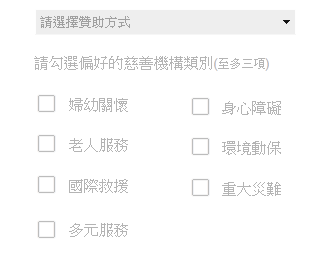 請選擇贊助方式
請勾選偏好的慈善機構類別(至多三項)
婦幼關懷 身心障礙
老人服務 環境動保
國際救援 重大災難
多元服務